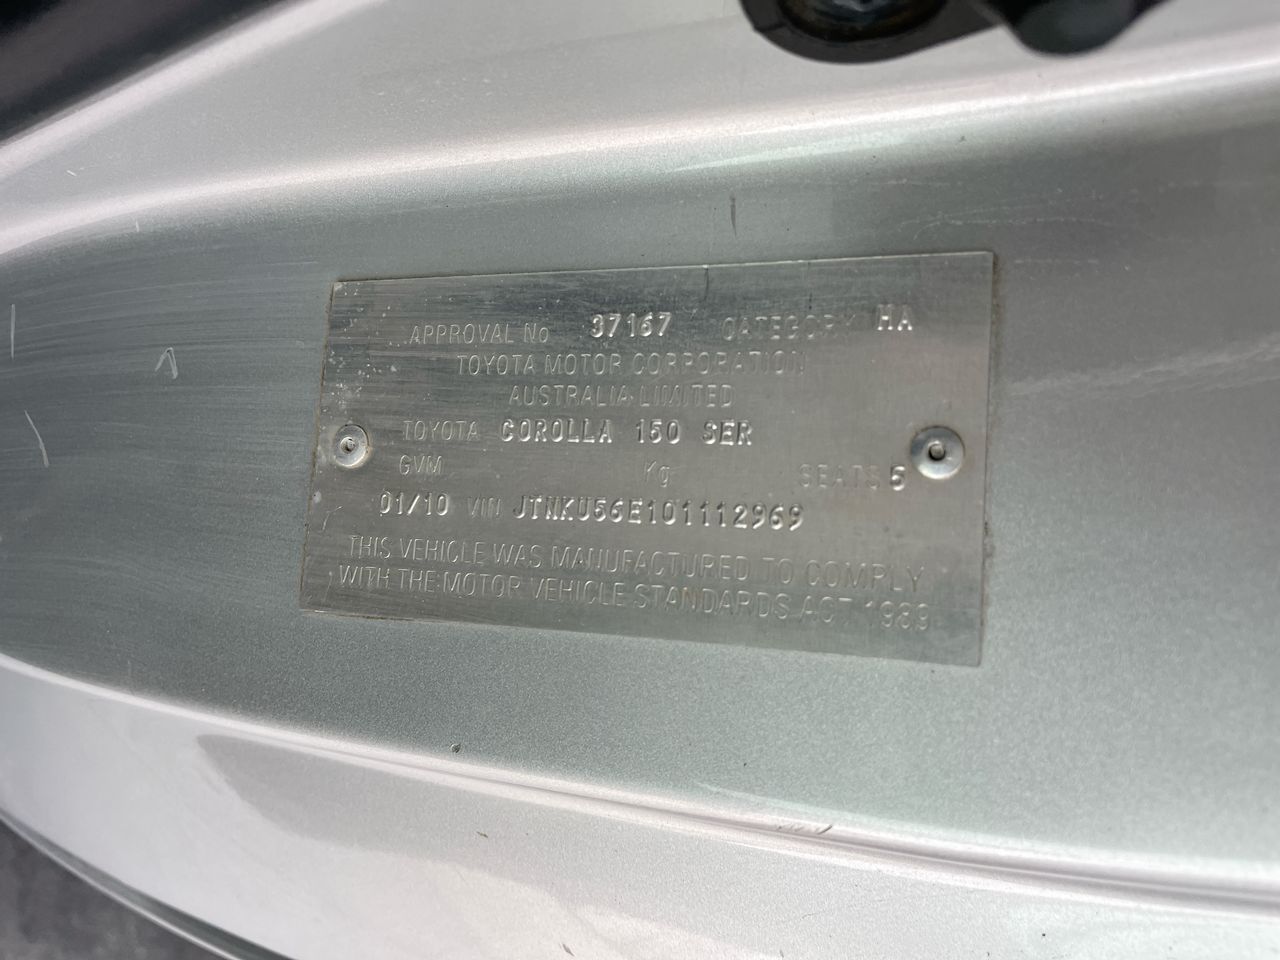 APPROVAL No 37167 CATEGORY HA
TOYOTA MOTOR CORPORATION
AUSTRALIA LIMITED
TOYOTA COROLLA 150 SER
GVM Kg SEATS 5
01/10 VIN JTNKU56E101112969
THIS VEHICLE WAS MANUFACTURED TO COMPLY
WITH THE MOTOR VEHICLE STANDARDS ACT 1989